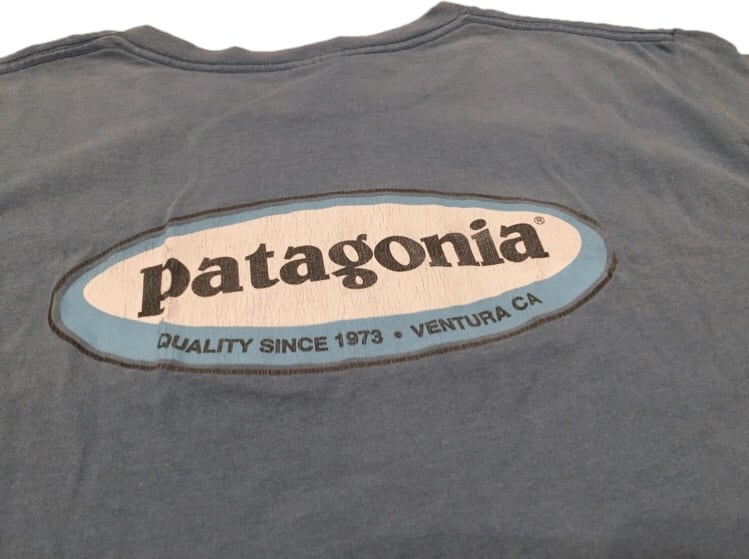 patagonia®
QUALITY SINCE 1973 • VENTURA CA